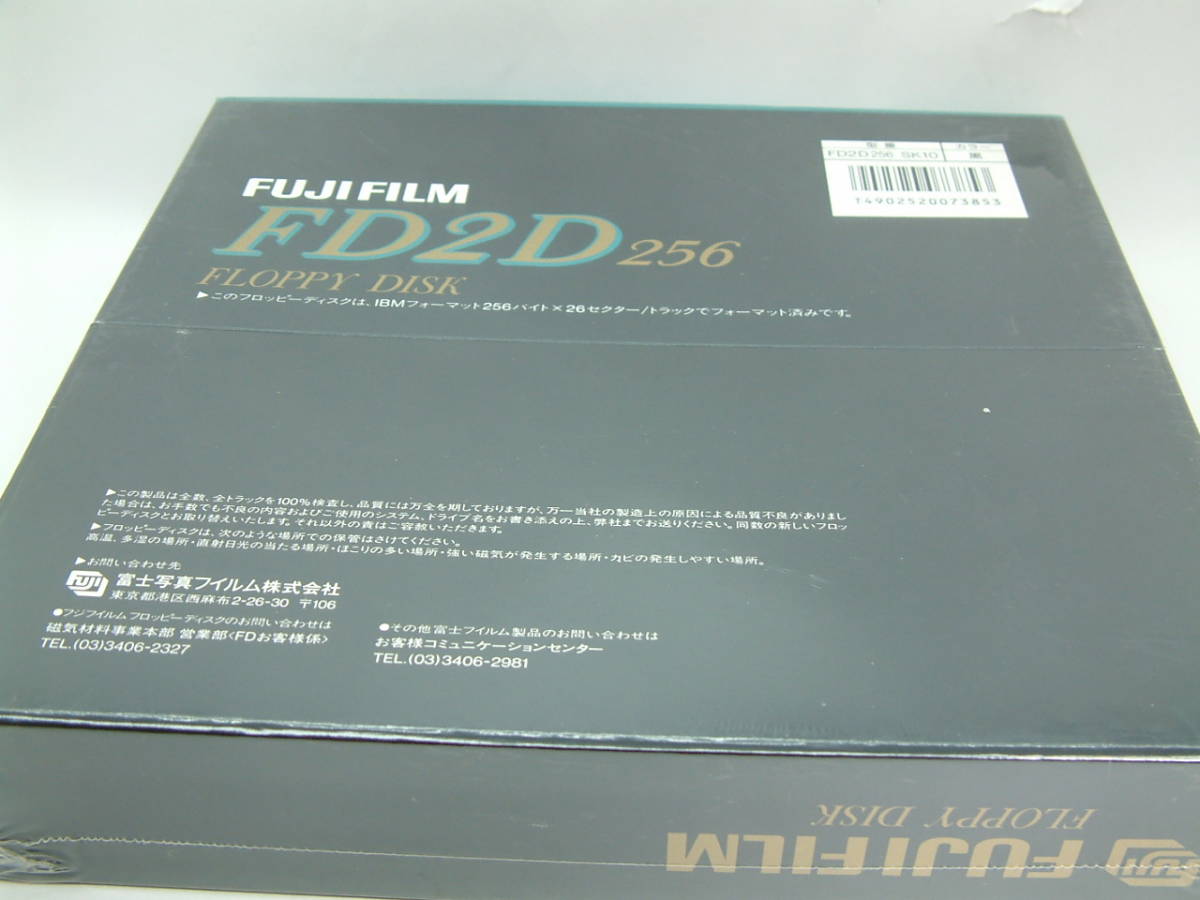 型番 カラー
FD2D256 SK10 黒
T4902520073853
FUJI FILM
FD2D 256
FLOPPY DISK
▶このフロッピーディスクは、IBMフォーマット256バイト×26セクター/トラックでフォーマット済みです。
▶この製品は全数、全トラックを100%検査し、品質には万全を期しておりますが、万一当社の製造上の原因による品質不良がありまし
た場合は、お手数でも不良の内容およびご使用のシステム、ドライブ名をお書き添えの上、弊社までお送りください。同数の新しいフロッ
ピーディスクとお取り替えいたします。それ以外の責はご容赦いただきます。
▶フロッピーディスクは、次のような場所での保管はさけてください。
高温、多湿の場所・直射日光の当たる場所・ほこりの多い場所・強い磁気が発生する場所・カビの発生しやすい場所。
▶お問い合わせ先
FUJI 富士写真フイルム株式会社
東京都港区西麻布2-26-30 〒106
●フジフイルム フロッピーディスクのお問い合わせは
磁気材料事業本部 営業部〈FDお客様係〉
TEL.(03)3406-2327
●その他富士フイルム製品のお問い合わせは
お客様コミュニケーションセンター
TEL.(03)3406-2981
FLOPPY DISK
FUJI FUJI FILM